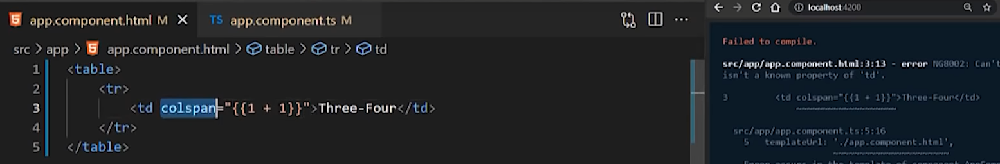 app.component.html M
TS app.component.ts M
src > app > app.component.html > table > tr > td
1 <table>
2 <tr>
3 <td colspan="{{1 + 1}}">Three-Four</td>
4 </tr>
5 </table>
localhost:4200
Failed to compile.
src/app/app.component.html:3:13 - error NG8002: Can't
isn't a known property of 'td'.
3 <td colspan="{{1 + 1}}">Three-Four</td>
~~~~~~~~~~~~~~~~~~~~~~~
src/app/app.component.ts:5:16
5 templateUrl: './app.component.html',
~~~~~~~~~~~~~~~~~~~~~~